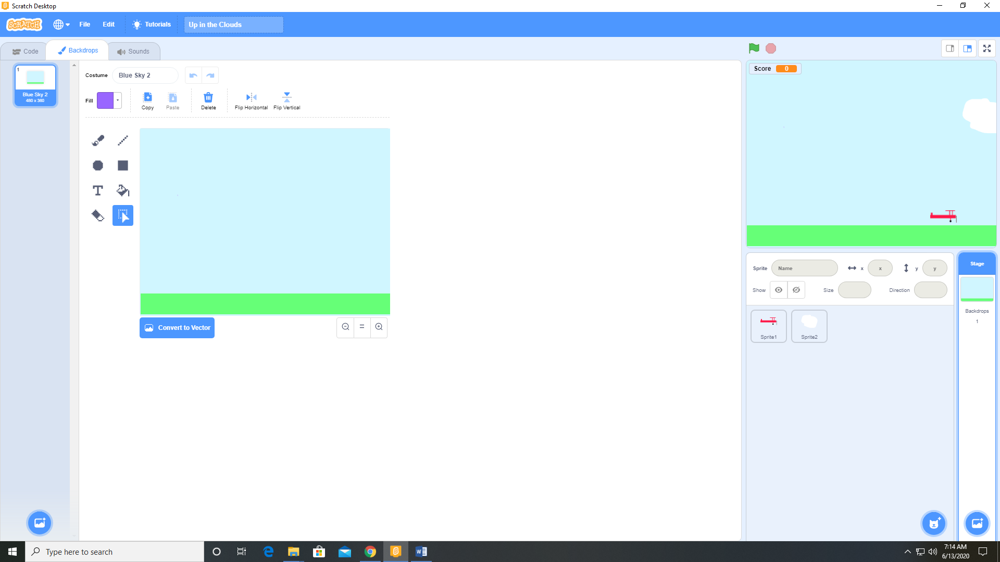 Scratch Desktop
SCRATCH
File
Edit
Tutorials
Up in the Clouds
Code
Backdrops
Sounds
1
Blue Sky 2
480 x 360
Costume
Blue Sky 2
Fill
Copy
Paste
Delete
Flip Horizontal
Flip Vertical
T
Convert to Vector
=
Score
0
Sprite
Name
x
x
y
y
Show
Size
Direction
Sprite1
Sprite2
Stage
Backdrops
1
Type here to search
7:14 AM
6/13/2020